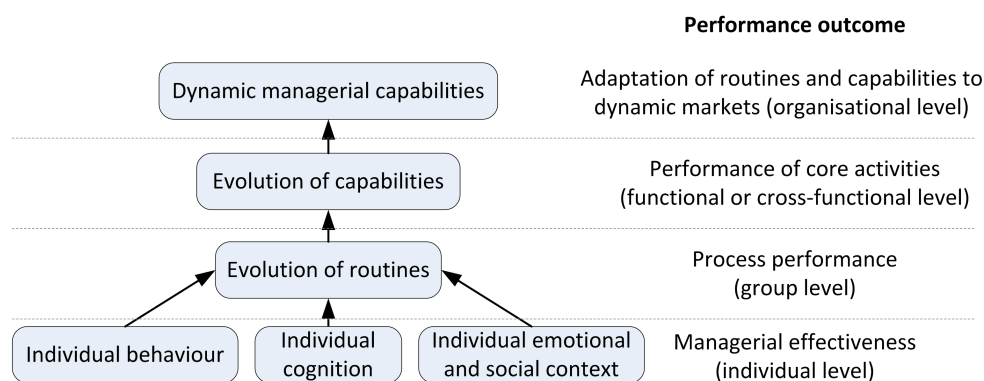 Performance outcome
Dynamic managerial capabilities
Adaptation of routines and capabilities to
dynamic markets (organisational level)
Evolution of capabilities
Performance of core activities
(functional or cross-functional level)
Evolution of routines
Process performance
(group level)
Individual behaviour
Individual
cognition
Individual emotional
and social context
Managerial effectiveness
(individual level)